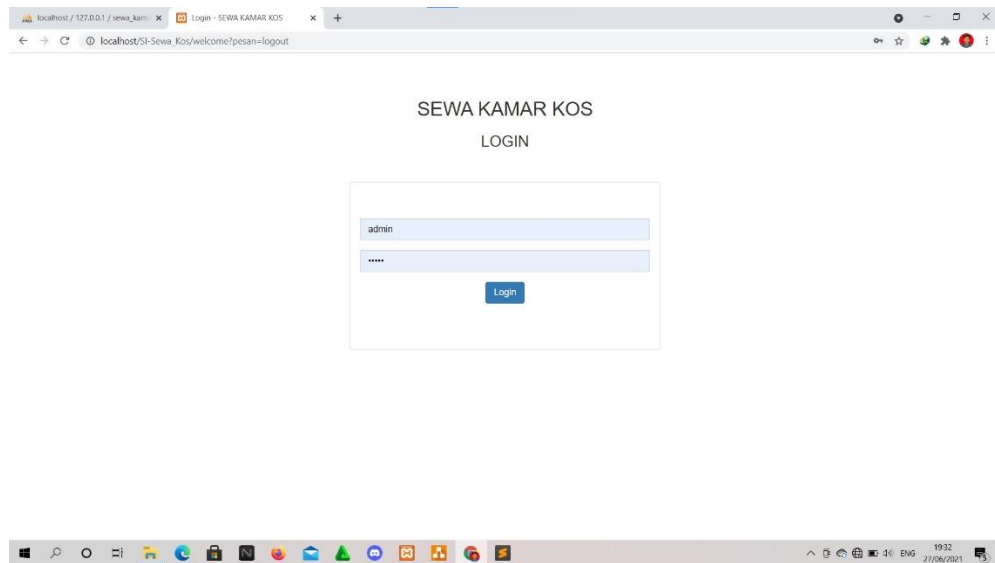 localhost / 127.0.0.1 / sewa_kam
Login - SEWA KAMAR KOS
localhost/SI-Sewa_Kos/welcome?pesan=logout
SEWA KAMAR KOS
LOGIN
admin
•••••
Login
ENG
19:32
27/06/2021